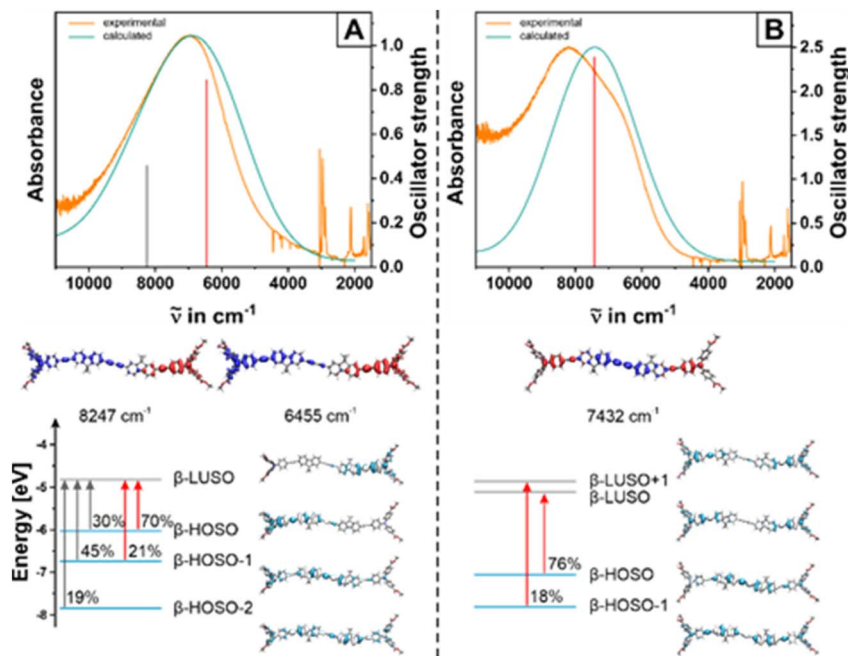 A
experimental
calculated
Absorbance
Oscillator strength
1.0
0.8
0.6
0.4
0.2
0.0
10000 8000 6000 4000 2000
ṽ in cm⁻¹
B
experimental
calculated
Absorbance
Oscillator strength
2.5
2.0
1.5
1.0
0.5
0.0
10000 8000 6000 4000 2000
ṽ in cm⁻¹
8247 cm⁻¹ 6455 cm⁻¹
7432 cm⁻¹
Energy [eV]
-4
-5
-6
-7
-8
β-LUSO
30% 70%
β-HOSO
45% 21%
β-HOSO-1
19%
β-HOSO-2
β-LUSO+1
β-LUSO
76%
β-HOSO
18%
β-HOSO-1